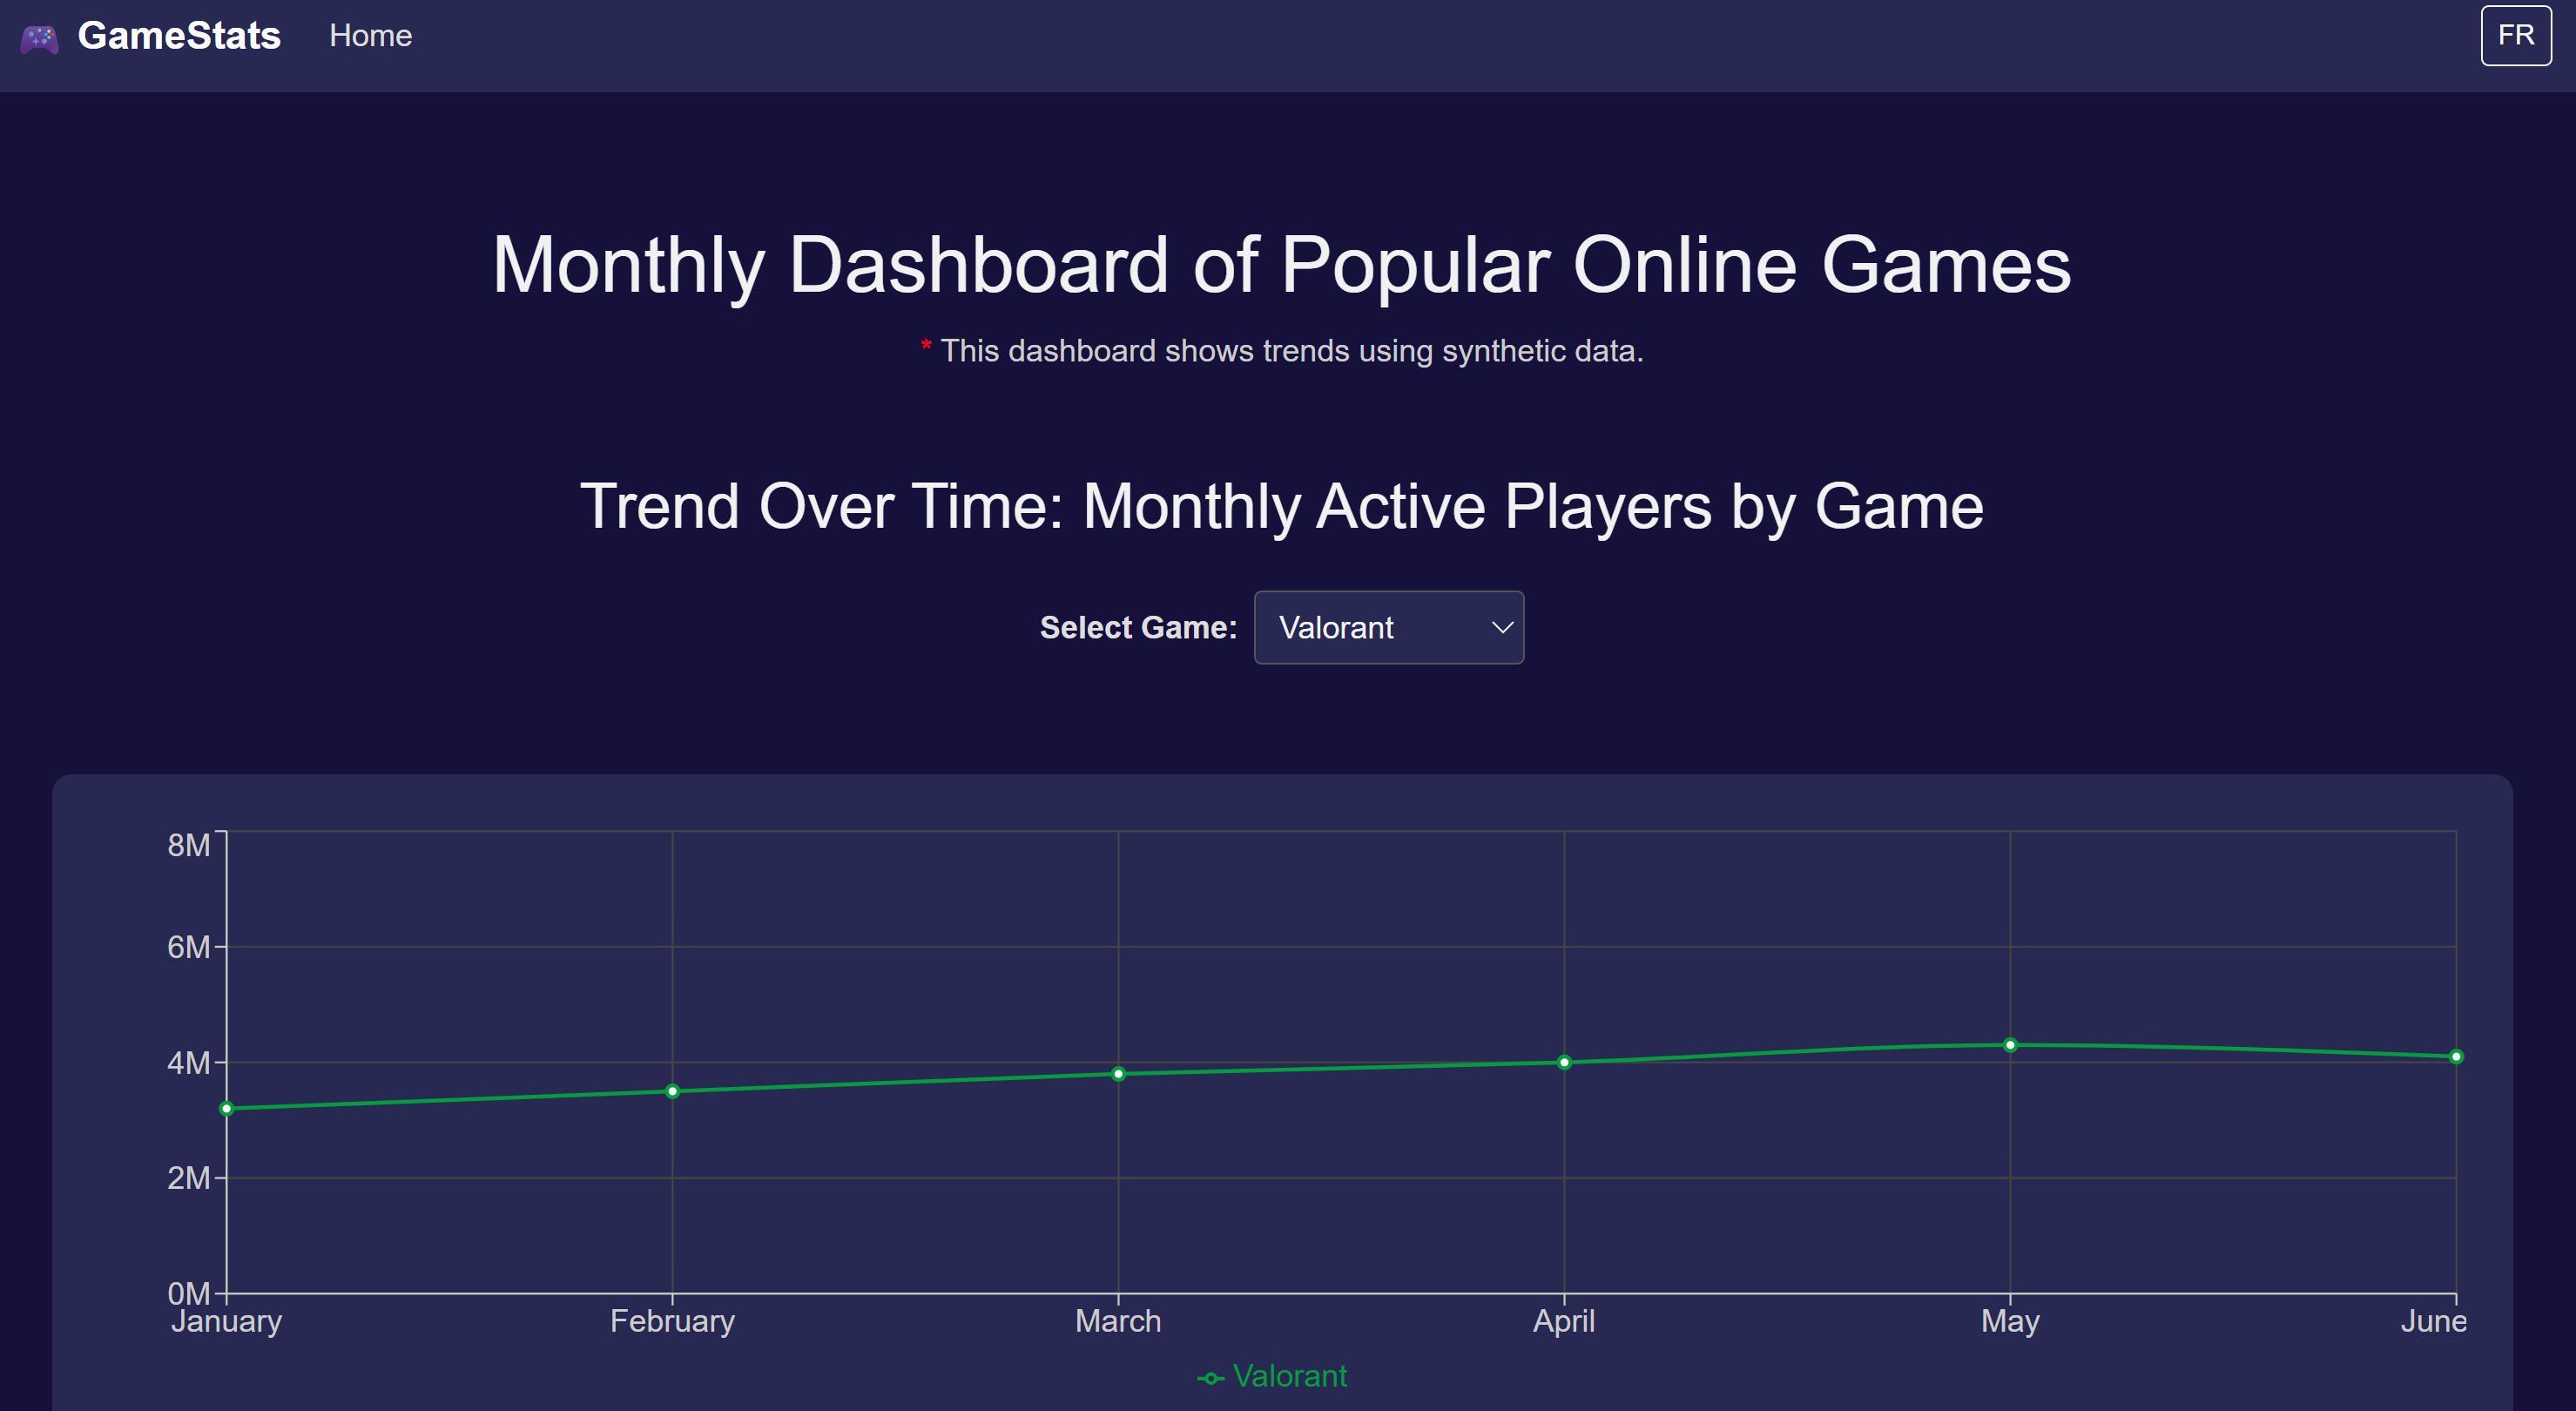 GameStats Home FR
Monthly Dashboard of Popular Online Games
* This dashboard shows trends using synthetic data.
Trend Over Time: Monthly Active Players by Game
Select Game: Valorant
8M
6M
4M
2M
0M
January February March April May June
Valorant